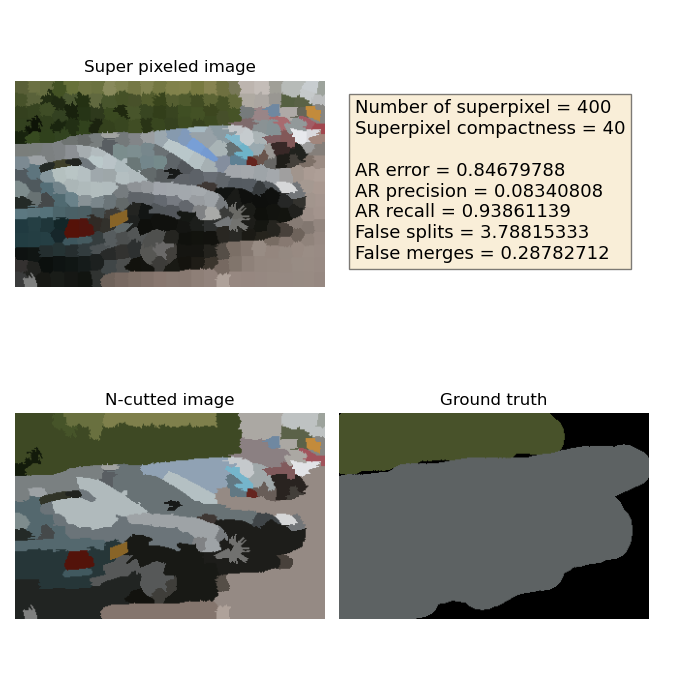 Super pixeled image
Number of superpixel = 400
Superpixel compactness = 40
AR error = 0.84679788
AR precision = 0.08340808
AR recall = 0.93861139
False splits = 3.78815333
False merges = 0.28782712
N-cutted image
Ground truth